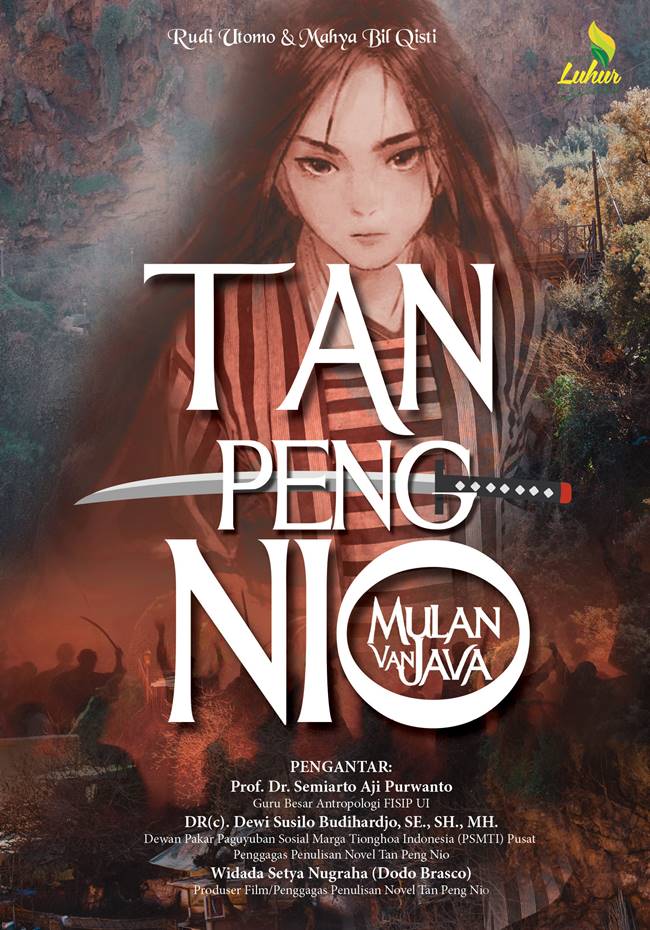 Rudi Utomo & Mahya Bil Qisti
Luhur
TAN
PENG
NIO
MULAN
VAN JAVA
PENGANTAR:
Prof. Dr. Semiarto Aji Purwanto
Guru Besar Antropologi FISIP UI
DR(c). Dewi Susilo Budihardjo, SE., SH., MH.
Dewan Pakar Paguyuban Sosial Marga Tionghoa Indonesia (PSMTI) Pusat
Penggagas Penulisan Novel Tan Peng Nio
Widada Setya Nugraha (Dodo Brasco)
Produser Film/Penggagas Penulisan Novel Tan Peng Nio